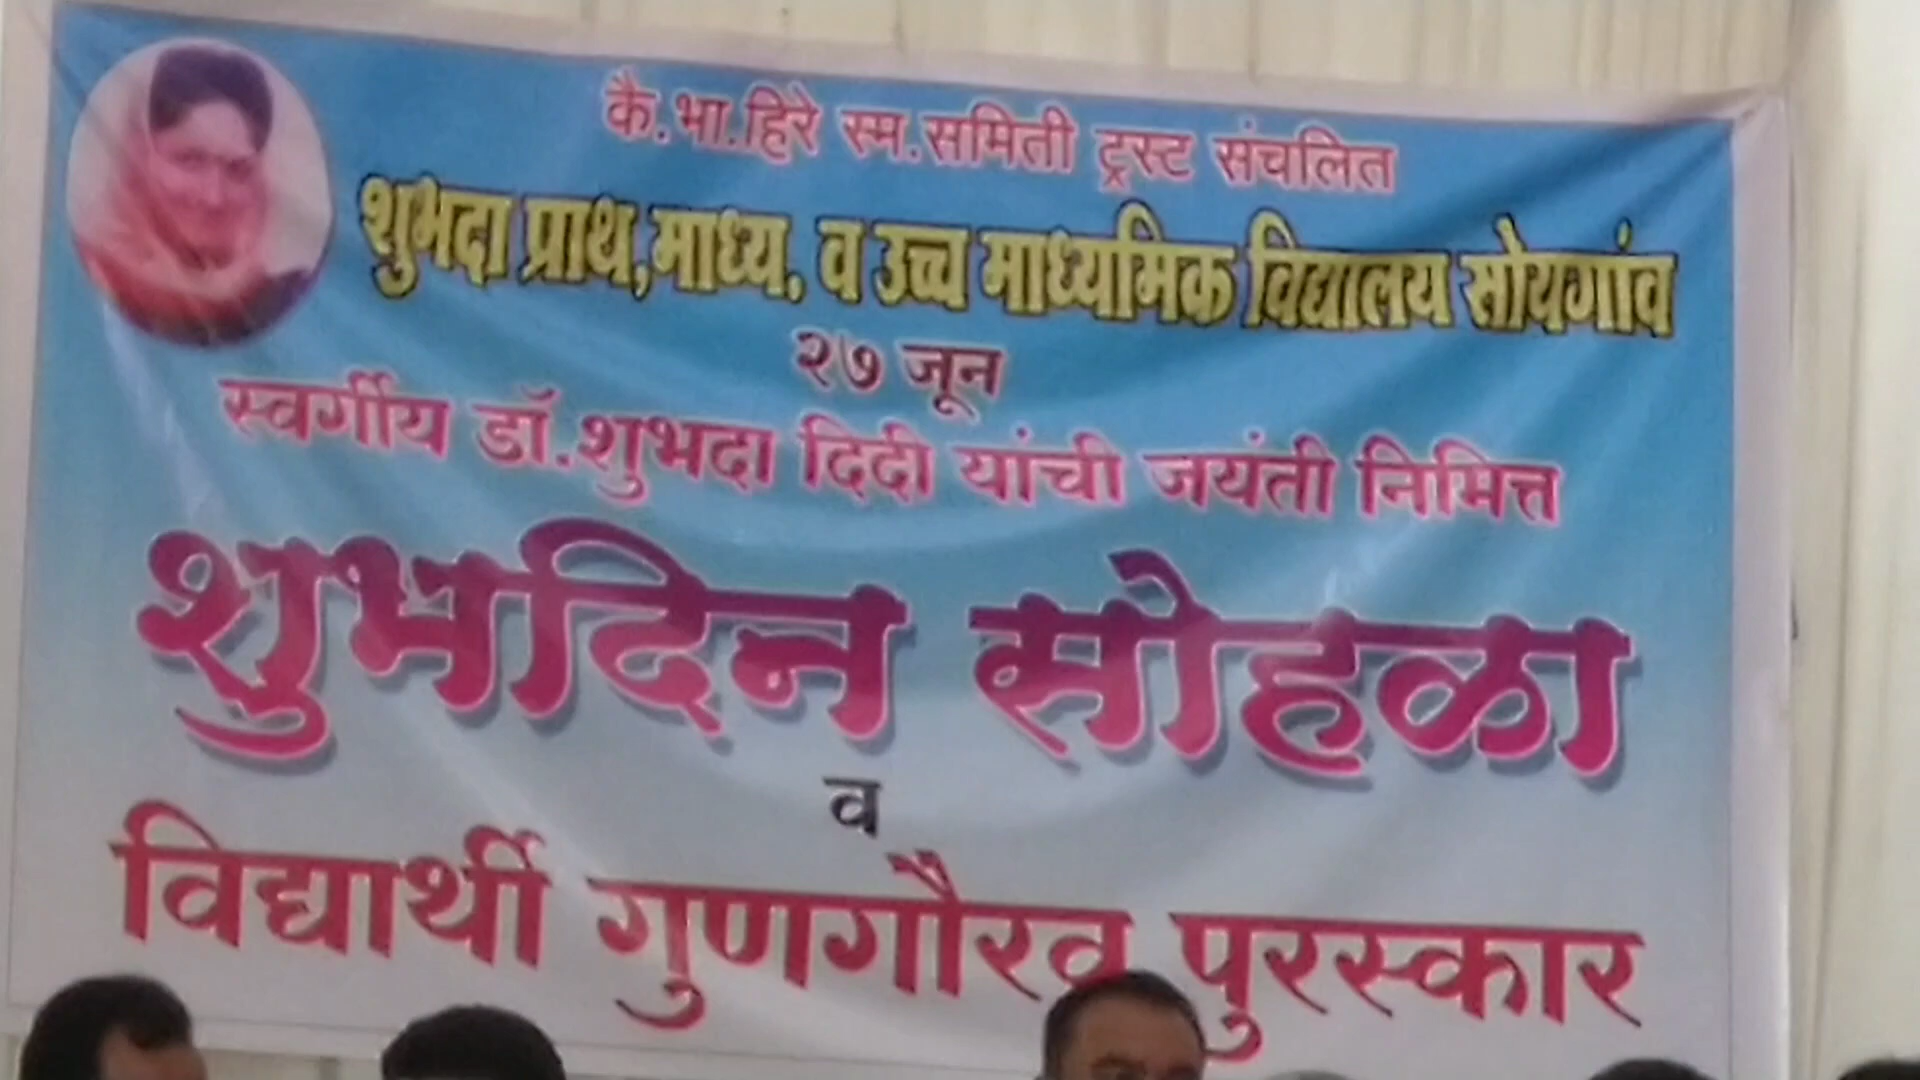 कै.भा.हिरे स्म.समिती ट्रस्ट संचलित
शुभदा प्राथ,माध्य. व उच्च माध्यमिक विद्यालय सोयगांव
२७ जून
स्वर्गीय डॉ.शुभदा दिदी यांची जयंती निमित्त
शुभदिन सोहळा
व
विद्यार्थी गुणगौरव पुरस्कार